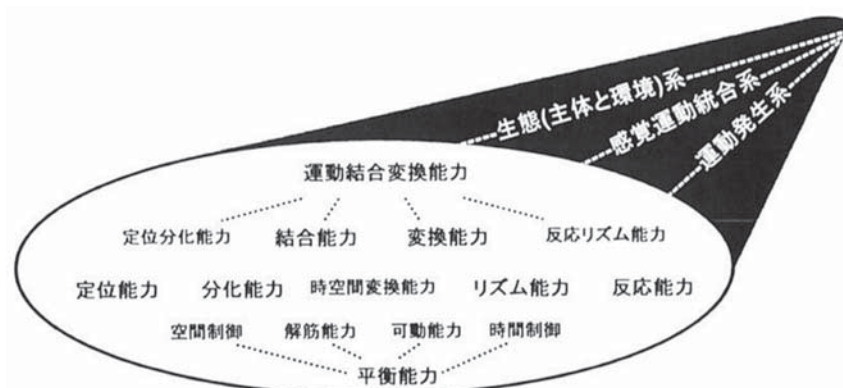 生態(主体と環境)系
感覚運動統合系
運動発生系
運動結合変換能力
定位分化能力 結合能力 変換能力 反応リズム能力
定位能力 分化能力 時空間変換能力 リズム能力 反応能力
空間制御 解筋能力 可動能力 時間制御
平衡能力